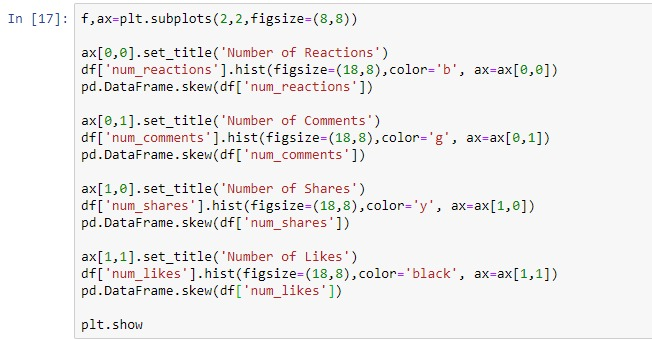 In [17]: f,ax=plt.subplots(2,2,figsize=(8,8))
ax[0,0].set_title('Number of Reactions')
df['num_reactions'].hist(figsize=(18,8),color='b', ax=ax[0,0])
pd.DataFrame.skew(df['num_reactions'])
ax[0,1].set_title('Number of Comments')
df['num_comments'].hist(figsize=(18,8),color='g', ax=ax[0,1])
pd.DataFrame.skew(df['num_comments'])
ax[1,0].set_title('Number of Shares')
df['num_shares'].hist(figsize=(18,8),color='y', ax=ax[1,0])
pd.DataFrame.skew(df['num_shares'])
ax[1,1].set_title('Number of Likes')
df['num_likes'].hist(figsize=(18,8),color='black', ax=ax[1,1])
pd.DataFrame.skew(df['num_likes'])
plt.show